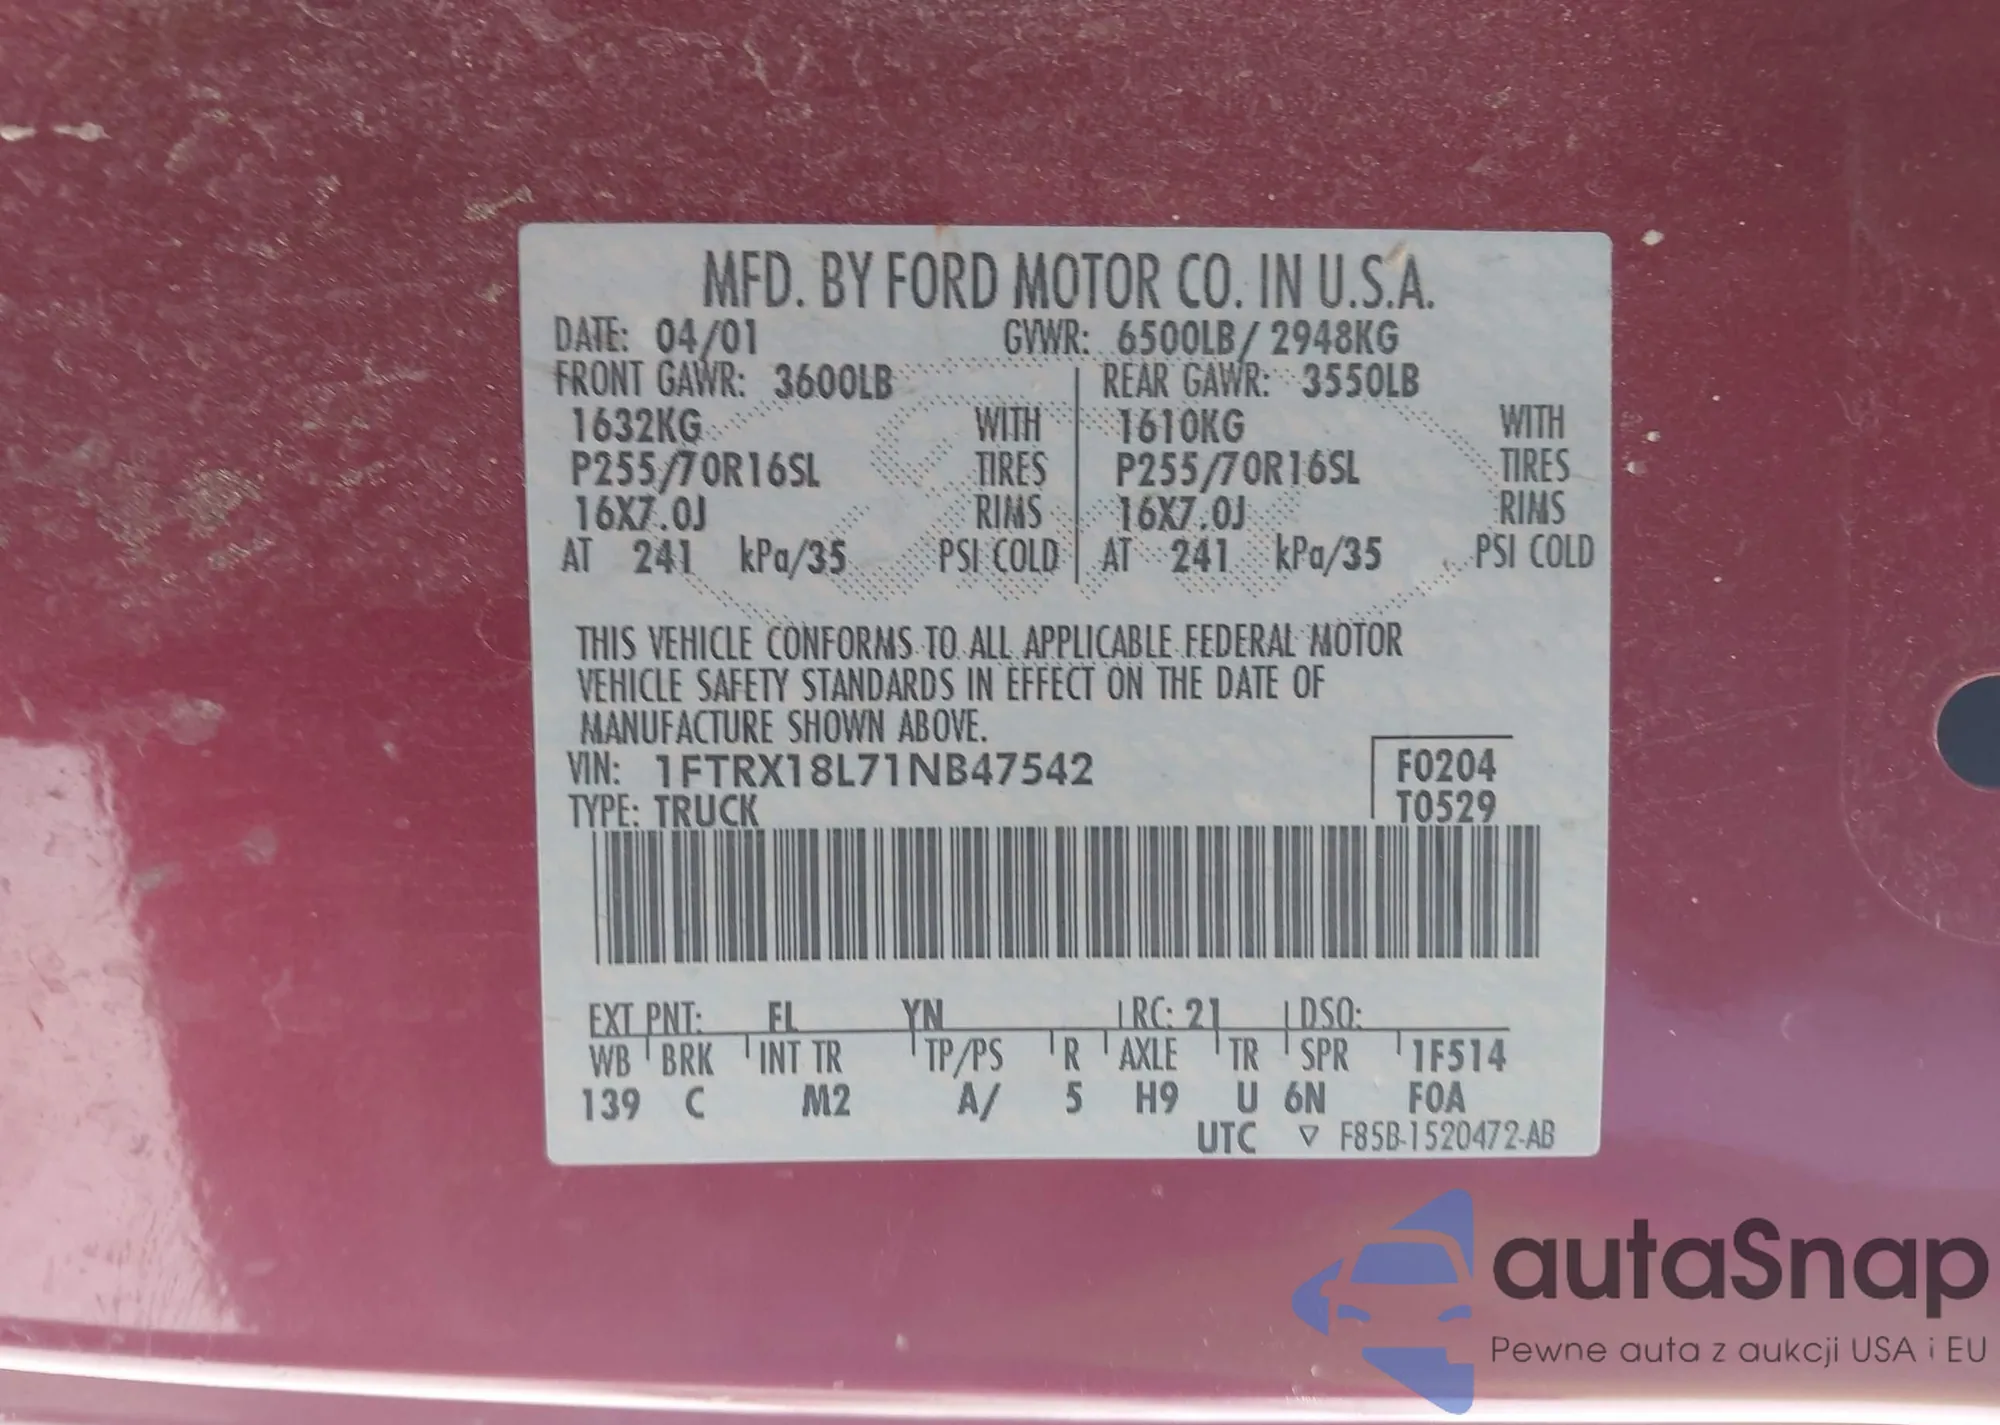 MFD. BY FORD MOTOR CO. IN U.S.A.
DATE: 04/01 GVWR: 6500LB/ 2948KG
FRONT GAWR: 3600LB REAR GAWR: 3550LB
1632KG WITH 1610KG WITH
P255/70R16SL TIRES P255/70R16SL TIRES
16X7.0J RIMS 16X7.0J RIMS
AT 241 kPa/35 PSI COLD AT 241 kPa/35 PSI COLD
THIS VEHICLE CONFORMS TO ALL APPLICABLE FEDERAL MOTOR
VEHICLE SAFETY STANDARDS IN EFFECT ON THE DATE OF
MANUFACTURE SHOWN ABOVE.
VIN: 1FTRX18L71NB47542 F0204
TYPE: TRUCK T0529
EXT PNT: EL YN RC: 21 DSO:
WB BRK INT TR TP/PS R AXLE TR SPR 1F514
139 C M2 A/ 5 H9 U 6N F0A
UTC ▽ F85B-1520472-AB
autaSnap
Pewne auta z aukcji USA i EU